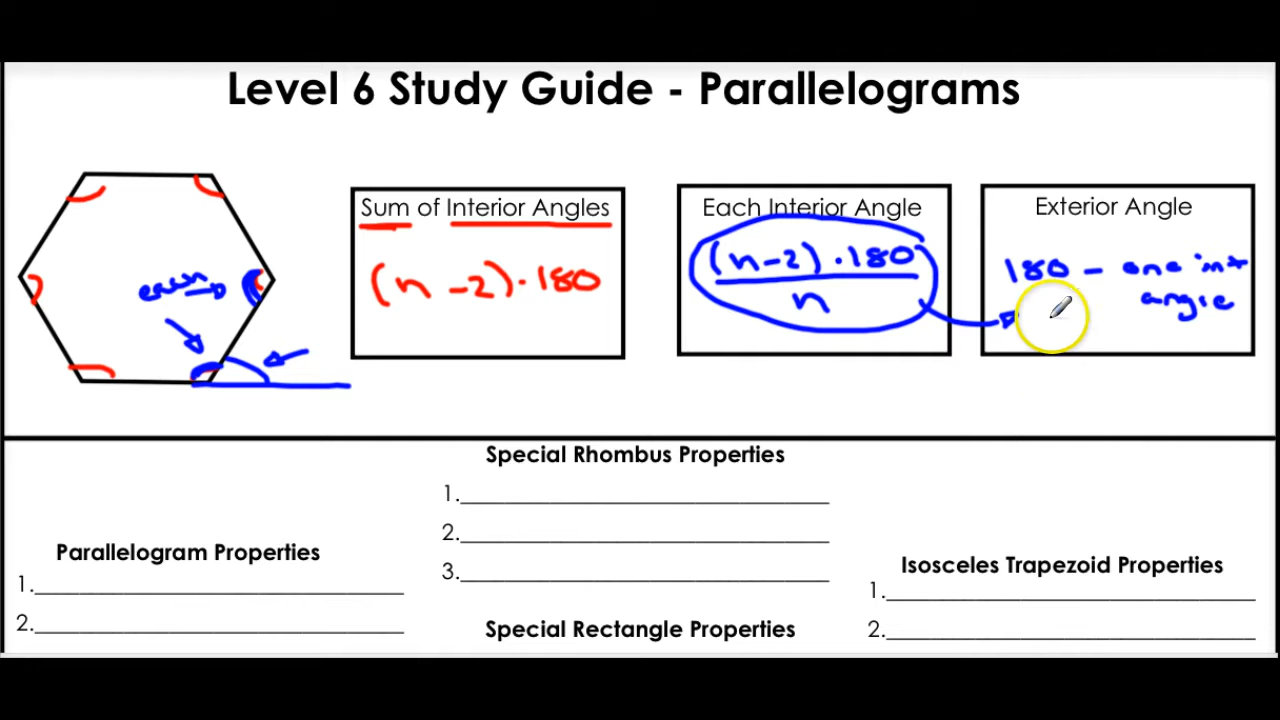 Level 6 Study Guide - Parallelograms
Sum of Interior Angles
(n - 2) · 180
Each Interior Angle
(n - 2) · 180
n
Exterior Angle
180 - one int
angle
each
Special Rhombus Properties
1.
2.
3.
Parallelogram Properties
1.
2.
Special Rectangle Properties
Isosceles Trapezoid Properties
1.
2.